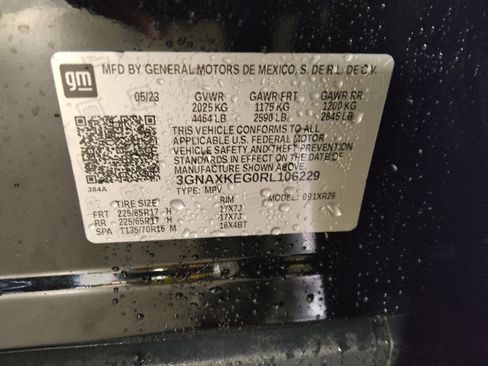 gm
MFD BY GENERAL MOTORS DE MEXICO, S. DE R.L. DE C.V.
05/23 GVWR GAWR FRT GAWR RR
2025 KG 1175 KG 1200 KG
4464 LB 2590 LB 2645 LB
THIS VEHICLE CONFORMS TO ALL
APPLICABLE U.S. FEDERAL MOTOR
VEHICLE SAFETY AND THEFT PREVENTION
STANDARDS IN EFFECT ON THE DATE OF
MANUFACTURE SHOWN ABOVE.
384A 3GNAXKEG0RL106229
TYPE: MPV MODEL: 091XR26
TIRE SIZE RIM
FRT 225/65R17 H 17X7J
RR 225/65R17 H 17X7J
SPA T135/70R16 M 16X4BT